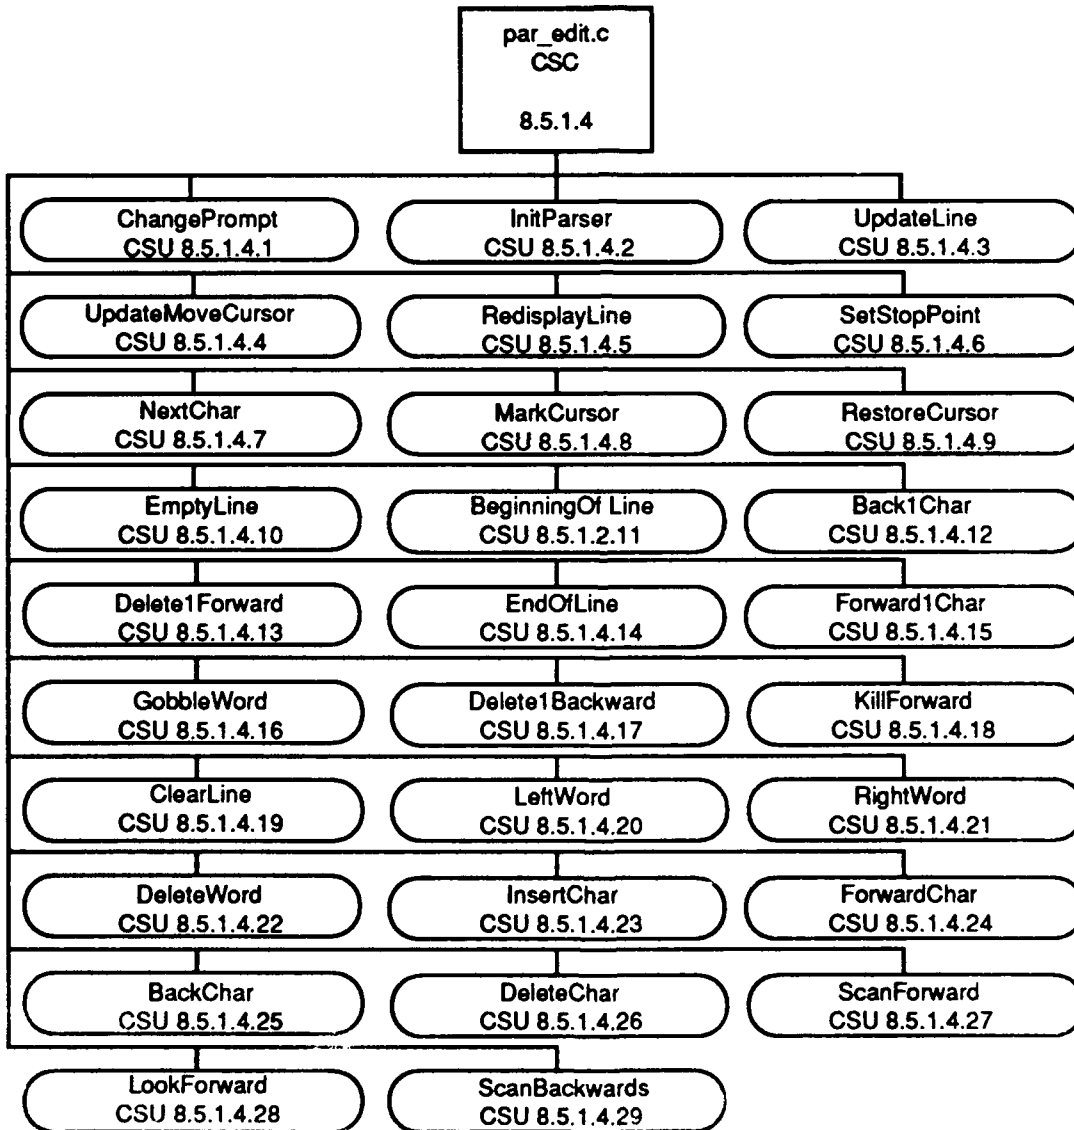 par_edit.c
CSC
8.5.1.4
ChangePrompt
CSU 8.5.1.4.1
InitParser
CSU 8.5.1.4.2
UpdateLine
CSU 8.5.1.4.3
UpdateMoveCursor
CSU 8.5.1.4.4
RedisplayLine
CSU 8.5.1.4.5
SetStopPoint
CSU 8.5.1.4.6
NextChar
CSU 8.5.1.4.7
MarkCursor
CSU 8.5.1.4.8
RestoreCursor
CSU 8.5.1.4.9
EmptyLine
CSU 8.5.1.4.10
BeginningOf Line
CSU 8.5.1.2.11
Back1Char
CSU 8.5.1.4.12
Delete1Forward
CSU 8.5.1.4.13
EndOfLine
CSU 8.5.1.4.14
Forward1Char
CSU 8.5.1.4.15
GobbleWord
CSU 8.5.1.4.16
Delete1Backward
CSU 8.5.1.4.17
KillForward
CSU 8.5.1.4.18
ClearLine
CSU 8.5.1.4.19
LeftWord
CSU 8.5.1.4.20
RightWord
CSU 8.5.1.4.21
DeleteWord
CSU 8.5.1.4.22
InsertChar
CSU 8.5.1.4.23
ForwardChar
CSU 8.5.1.4.24
BackChar
CSU 8.5.1.4.25
DeleteChar
CSU 8.5.1.4.26
ScanForward
CSU 8.5.1.4.27
LookForward
CSU 8.5.1.4.28
ScanBackwards
CSU 8.5.1.4.29